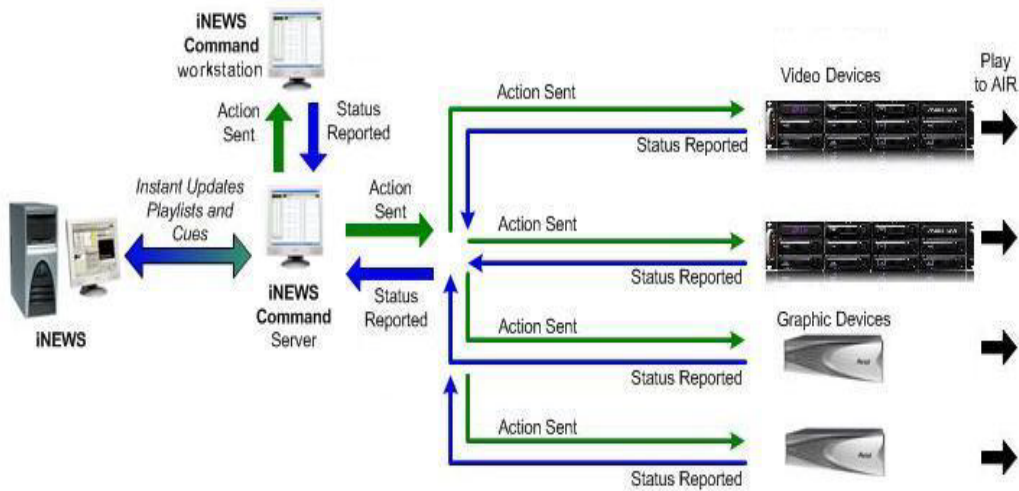 iNEWS
Command
workstation
Action
Sent
Status
Reported
Instant Updates
Playlists and
Cues
iNEWS
iNEWS
Command
Server
Action
Sent
Status
Reported
Action Sent
Status Reported
Video Devices
Play
to AIR
Action Sent
Status Reported
Action Sent
Status Reported
Graphic Devices
Avid
Action Sent
Status Reported
Avid